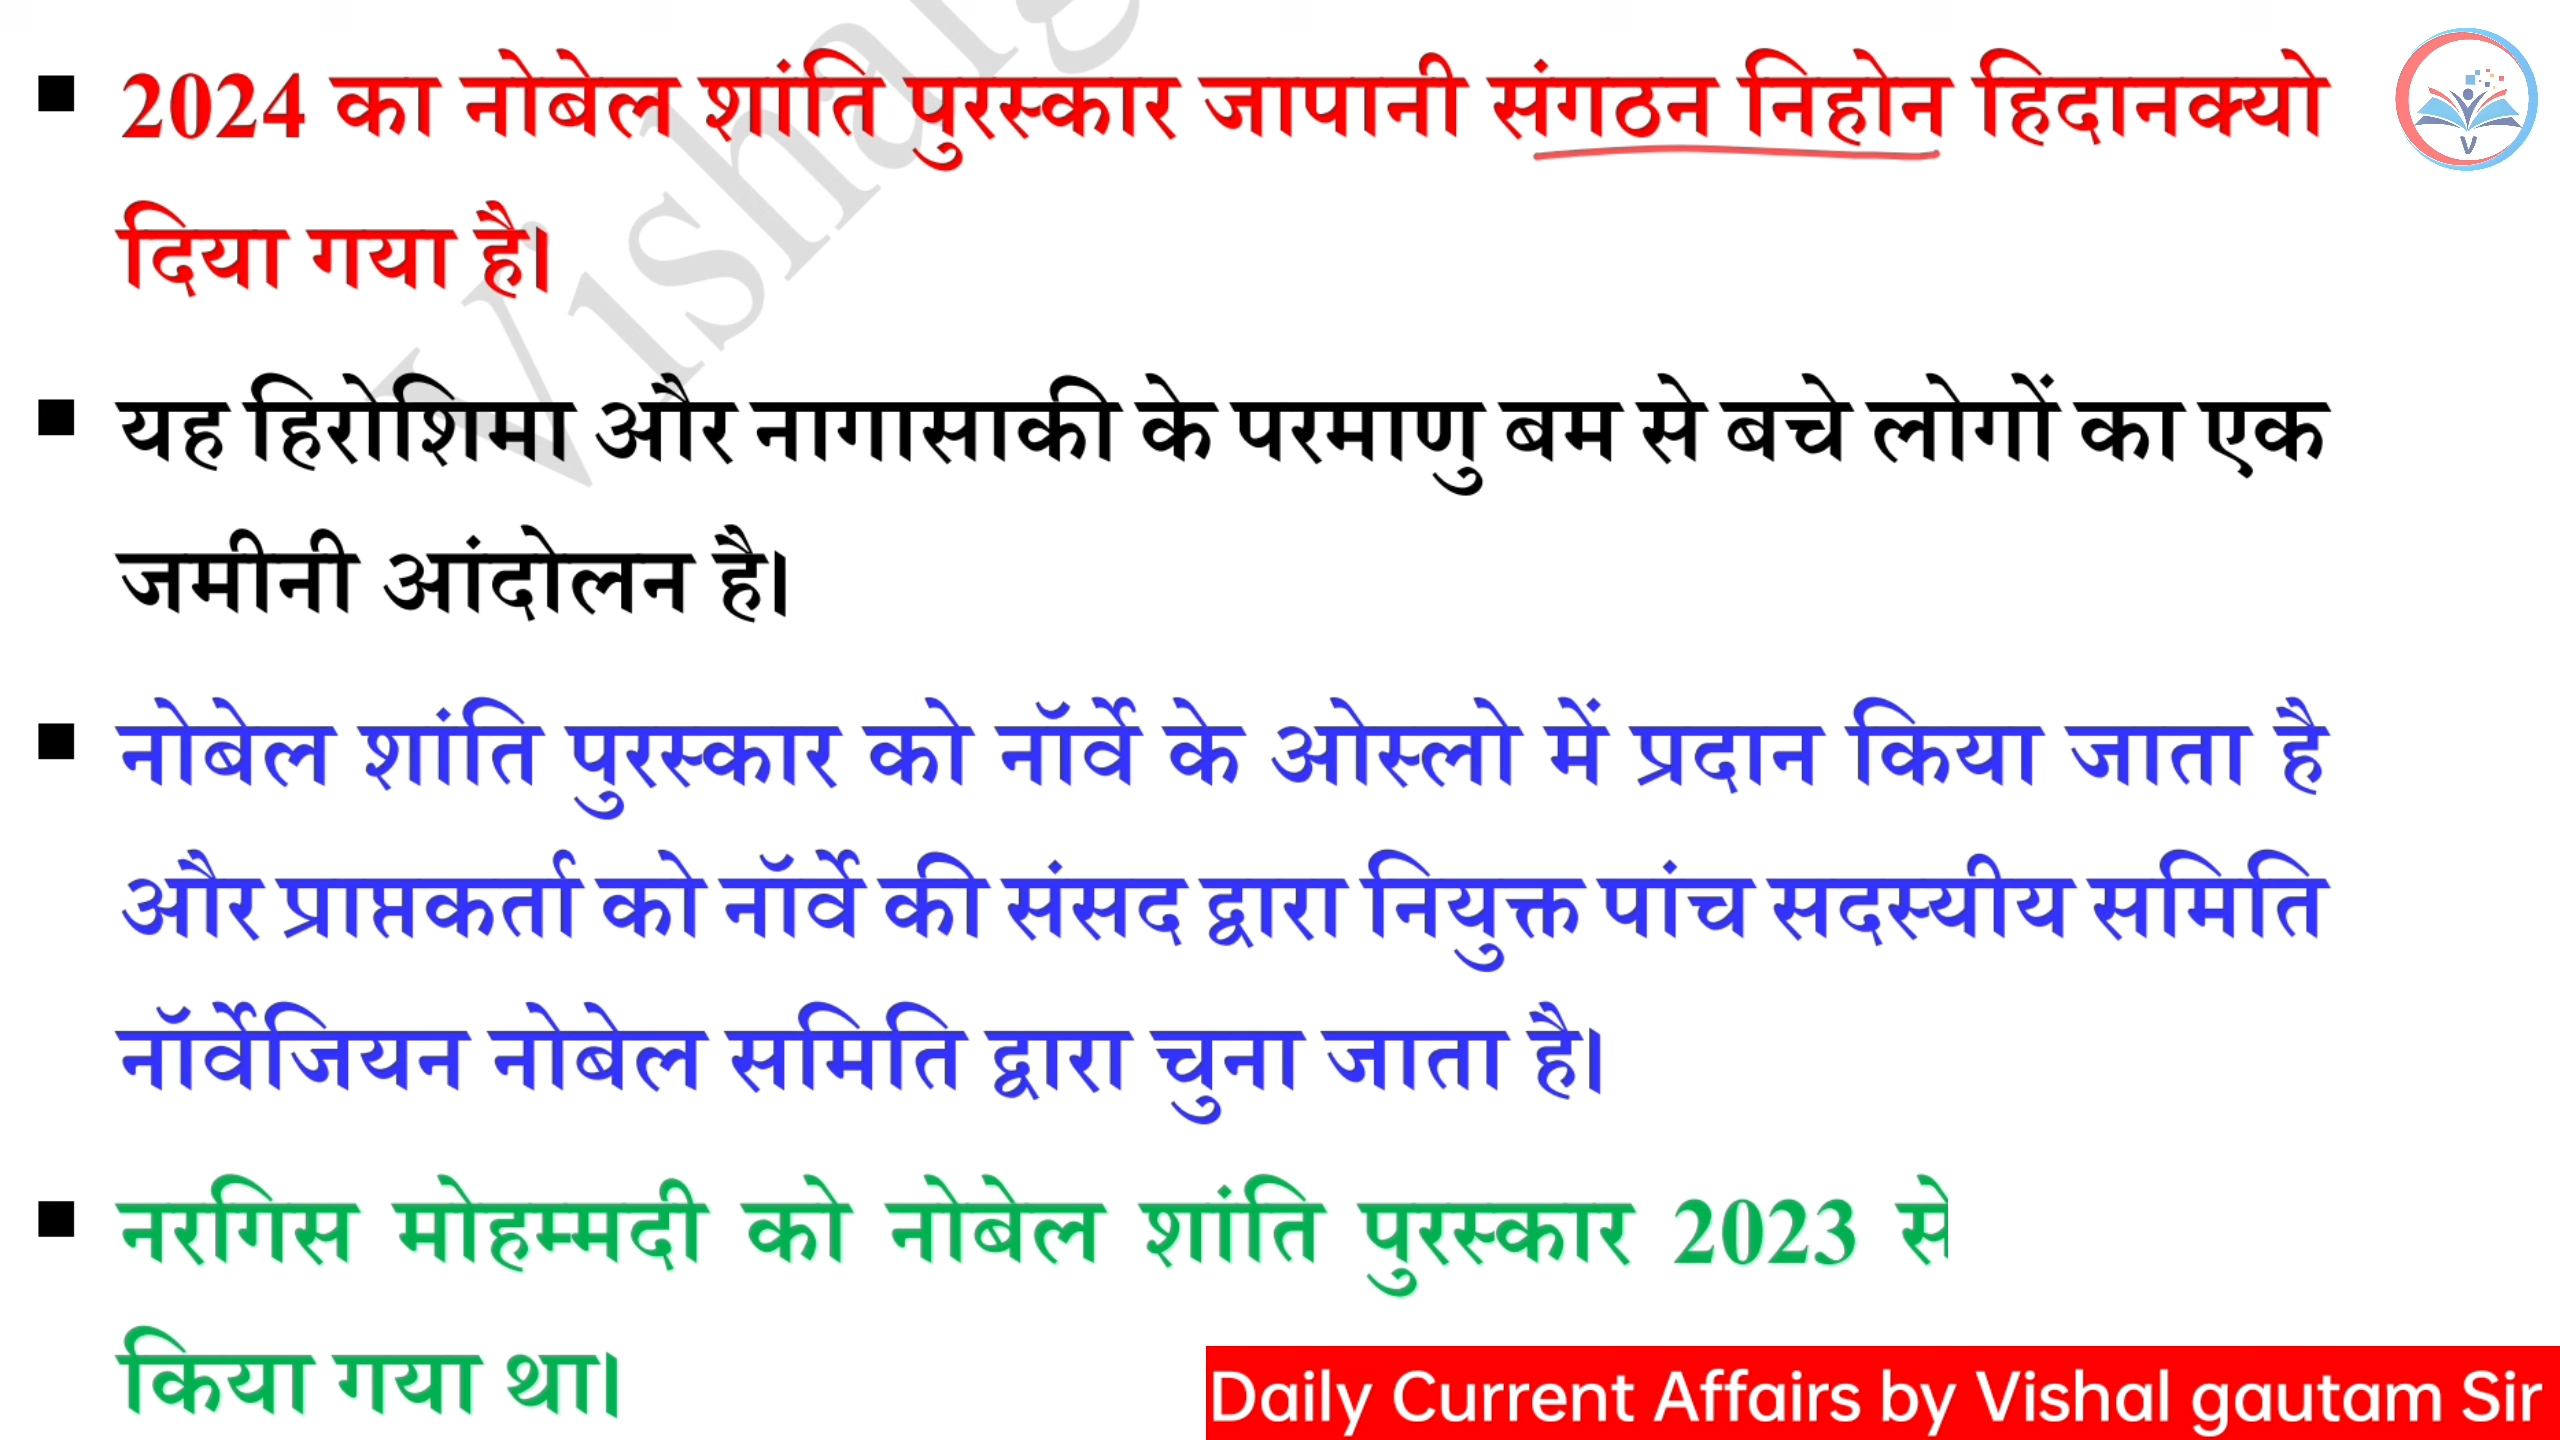 2024 का नोबेल शांति पुरस्कार जापानी संगठन निहोन हिदानक्यो
दिया गया है।
यह हिरोशिमा और नागासाकी के परमाणु बम से बचे लोगों का एक
जमीनी आंदोलन है।
नोबेल शांति पुरस्कार को नॉर्वे के ओस्लो में प्रदान किया जाता है
और प्राप्तकर्ता को नॉर्वे की संसद द्वारा नियुक्त पांच सदस्यीय समिति
नॉर्वेजियन नोबेल समिति द्वारा चुना जाता है।
नरगिस मोहम्मदी को नोबेल शांति पुरस्कार 2023 से
किया गया था।
Daily Current Affairs by Vishal gautam Sir
V